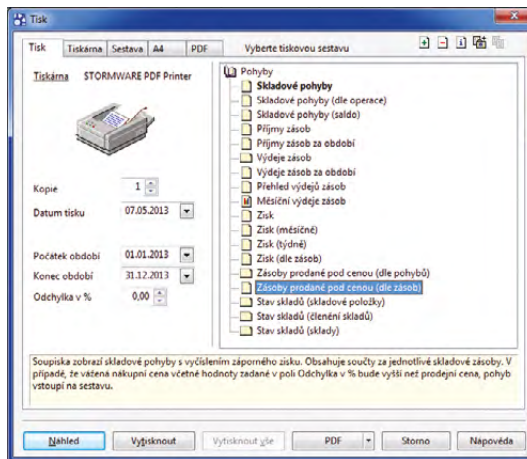 Tisk
Tisk Tiskárna Sestava A4 PDF Vyberte tiskovou sestavu
Tiskárna STORMWARE PDF Printer
Kopie 1
Datum tisku 07.05.2013
Počátek období 01.01.2013
Konec období 31.12.2013
Odchylka v % 0,00
Pohyby
Skladové pohyby
Skladové pohyby (dle operace)
Skladové pohyby (saldo)
Příjmy zásob
Příjmy zásob za období
Výdeje zásob
Výdeje zásob za období
Přehled výdejů zásob
Měsíční výdeje zásob
Zisk
Zisk (měsíčně)
Zisk (týdně)
Zisk (dle zásob)
Zásoby prodané pod cenou (dle pohybů)
Zásoby prodané pod cenou (dle zásob)
Stav skladů (skladové položky)
Stav skladů (členění skladů)
Stav skladů (sklady)
Soupiska zobrazí skladové pohyby s vyčíslením záporného zisku. Obsahuje součty za jednotlivé skladové zásoby. V
případě, že vážená nákupní cena včetně hodnoty zadané v poli Odchylka v % bude vyšší než prodejní cena, pohyb
vstoupí na sestavu.
Náhled Vytisknout Vytisknout vše PDF Storno Nápověda